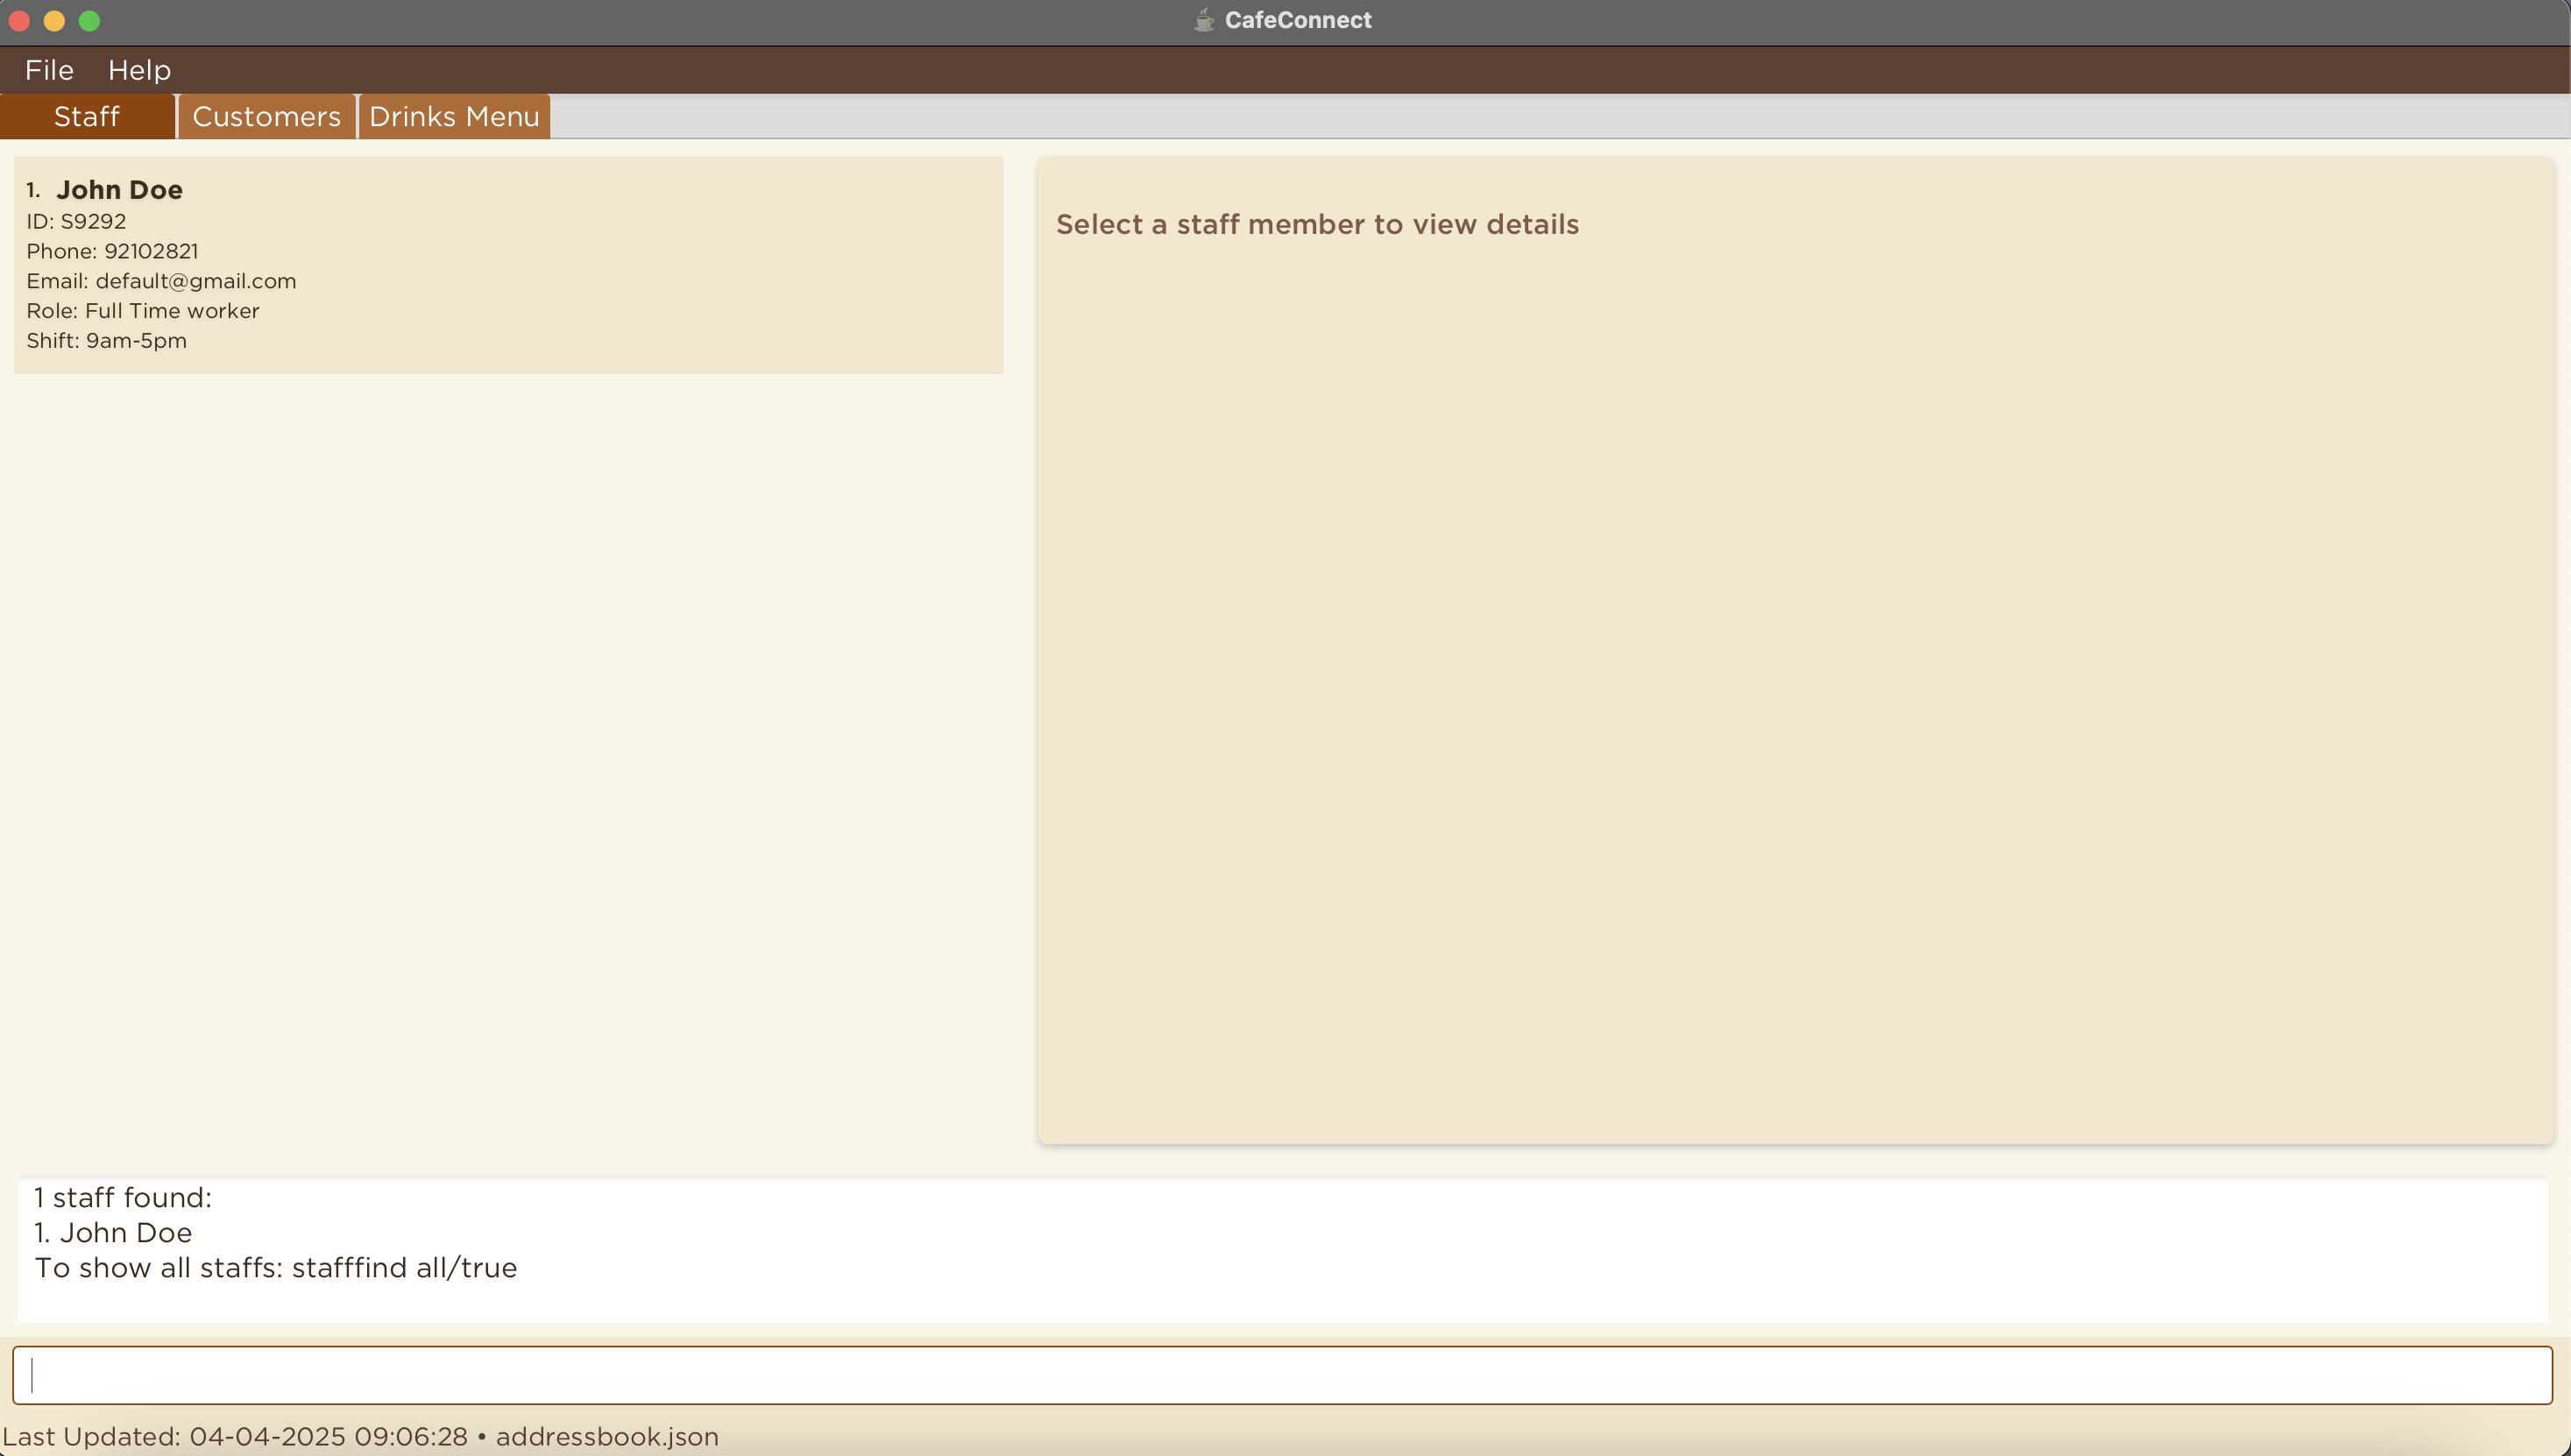 CafeConnect
File Help
Staff Customers Drinks Menu
1. John Doe
ID: S9292
Phone: 92102821
Email: default@gmail.com
Role: Full Time worker
Shift: 9am-5pm
Select a staff member to view details
1 staff found:
1. John Doe
To show all staffs: stafffind all/true
Last Updated: 04-04-2025 09:06:28 • addressbook.json